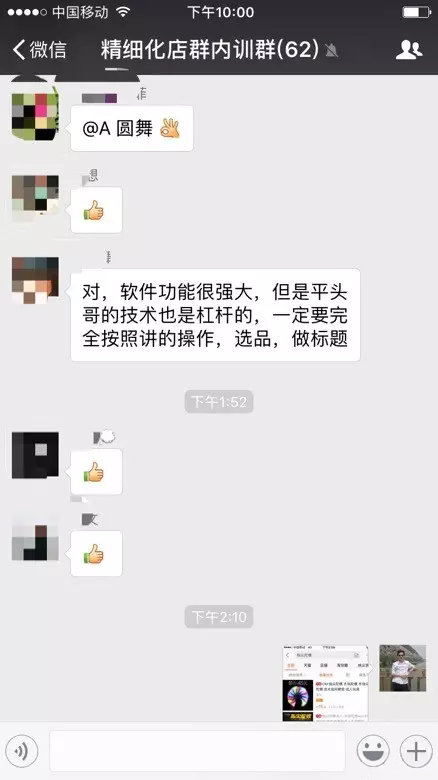 中国移动
下午10:00
微信
精细化店群内训群(62)
@A 圆舞
对，软件功能很强大，但是平头
哥的技术也是杠杆的，一定要完
全按照讲的操作，选品，做标题
下午1:52
下午2:10